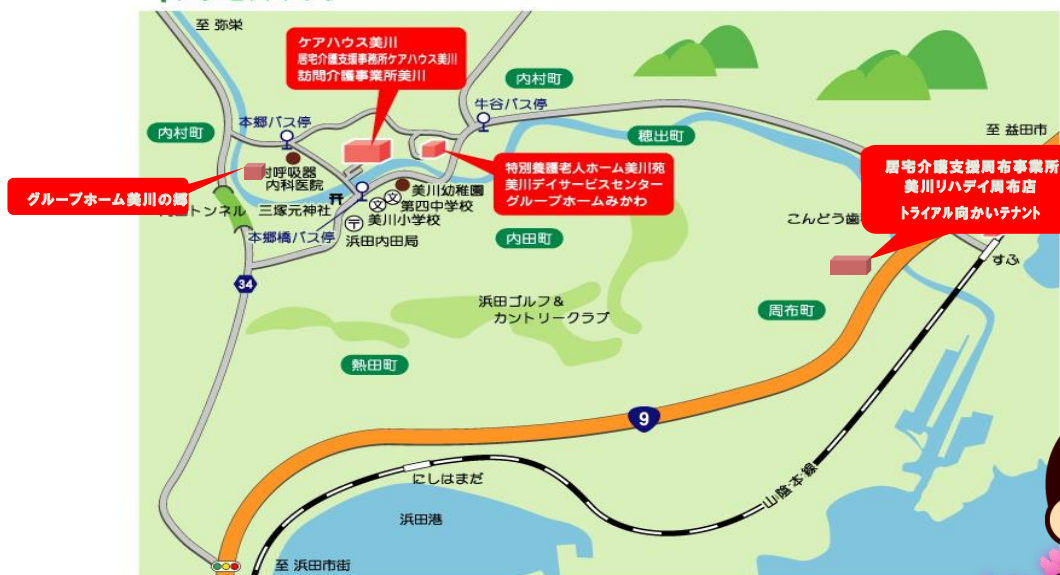 至 弥栄
ケアハウス美川
居宅介護支援事務所ケアハウス美川
訪問介護事業所美川
内村町
牛谷バス停
本郷バス停
内村町
穂出町
至 益田市
呼吸器
内科医院
特別養護老人ホーム美川苑
美川デイサービスセンター
グループホームみかわ
居宅介護支援周布事業所
美川リハデイ周布店
トライアル向かいテナント
グループホーム美川の郷
トンネル
三塚元神社
美川幼稚園
文 文 第四中学校
美川小学校
〒
浜田内田局
本郷橋バス停
内田町
こんどう歯
すふ
34
浜田ゴルフ&
カントリークラブ
周布町
熱田町
9
にしはまだ
山陰本線
浜田港
至 浜田市街